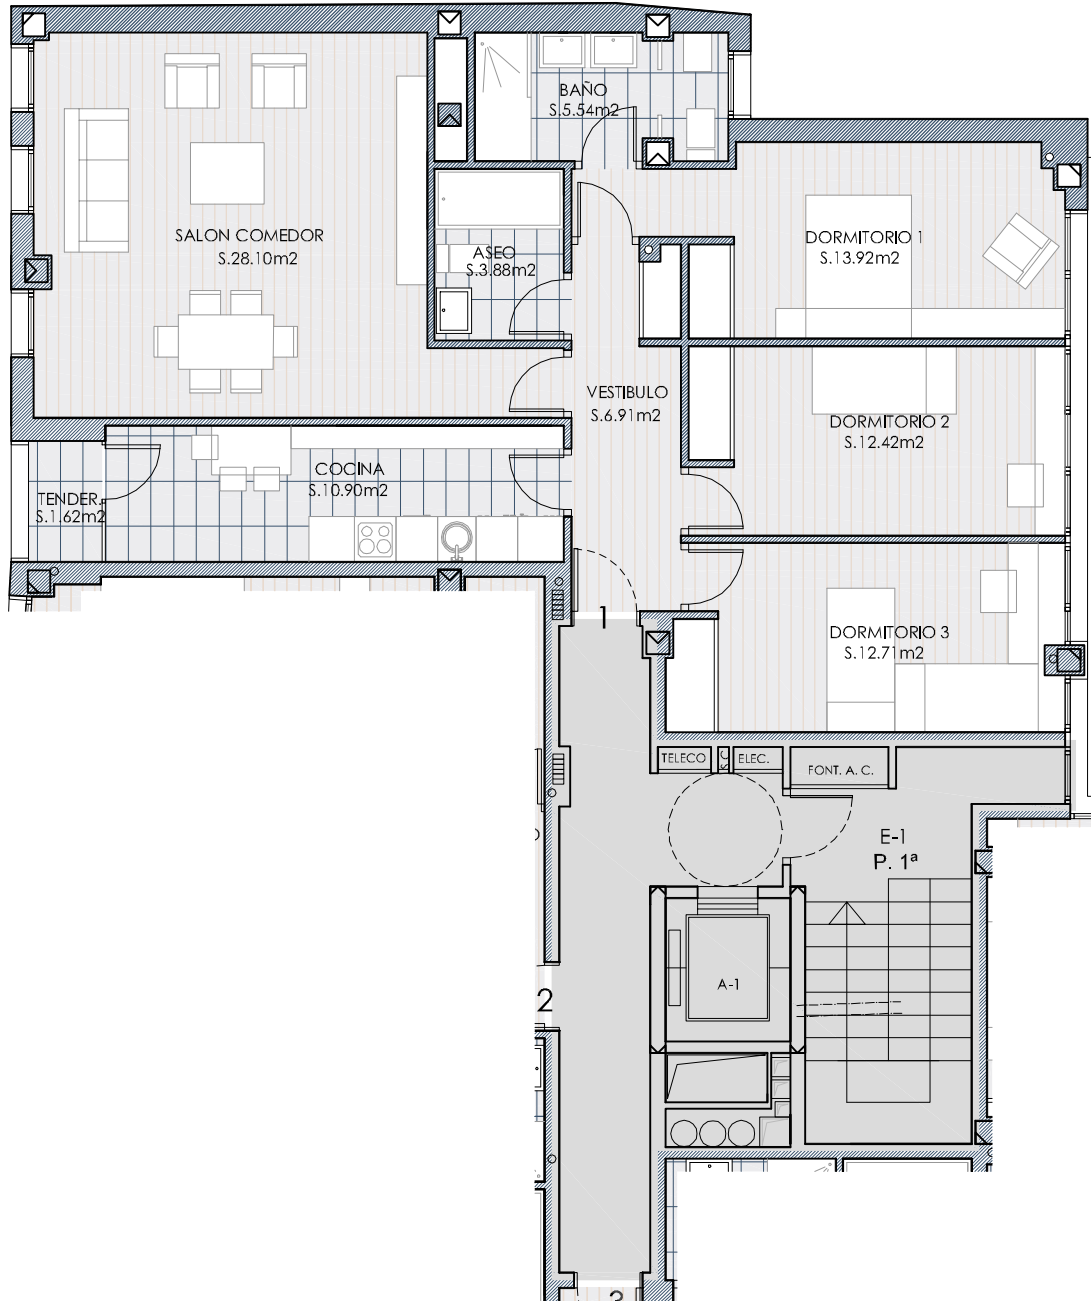 BAÑO
S.5.54m2
SALON COMEDOR
S.28.10m2
ASEO
S.3.88m2
DORMITORIO 1
S.13.92m2
VESTIBULO
S.6.91m2
DORMITORIO 2
S.12.42m2
COCINA
S.10.90m2
TENDER.
S.1.62m2
1
DORMITORIO 3
S.12.71m2
TELECO
S.C
ELEC.
FONT. A. C.
E-1
P. 1ª
A-1
2
3